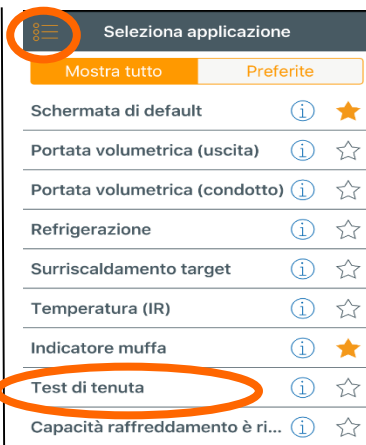 Seleziona applicazione
Mostra tutto Preferite
Schermata di default
Portata volumetrica (uscita)
Portata volumetrica (condotto)
Refrigerazione
Surriscaldamento target
Temperatura (IR)
Indicatore muffa
Test di tenuta
Capacità raffreddamento è ri...